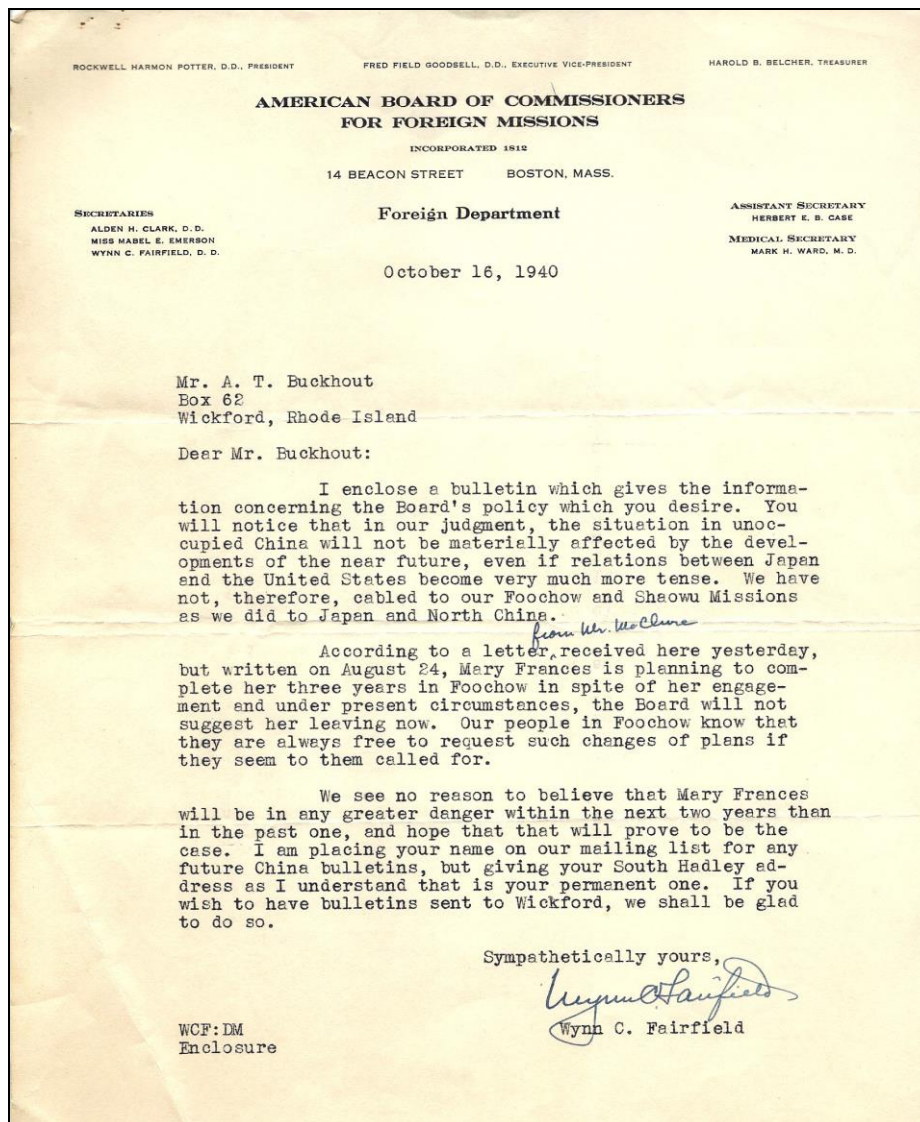 ROCKWELL HARMON POTTER, D.D., PRESIDENT FRED FIELD GOODSELL, D.D., EXECUTIVE VICE-PRESIDENT HAROLD B. BELCHER, TREASURER
AMERICAN BOARD OF COMMISSIONERS
FOR FOREIGN MISSIONS
INCORPORATED 1812
14 BEACON STREET BOSTON, MASS.
Foreign Department
SECRETARIES
ALDEN H. CLARK, D. D.
MISS MABEL E. EMERSON
WYNN C. FAIRFIELD, D. D.
ASSISTANT SECRETARY
HERBERT E. B. CASE
MEDICAL SECRETARY
MARK H. WARD, M. D.
October 16, 1940
Mr. A. T. Buckhout
Box 62
Wickford, Rhode Island
Dear Mr. Buckhout:
I enclose a bulletin which gives the informa-
tion concerning the Board's policy which you desire. You
will notice that in our judgment, the situation in unoc-
cupied China will not be materially affected by the devel-
opments of the near future, even if relations between Japan
and the United States become very much more tense. We have
not, therefore, cabled to our Foochow and Shaowu Missions
as we did to Japan and North China.
from Mr. McClure
According to a letter ^ received here yesterday,
but written on August 24, Mary Frances is planning to com-
plete her three years in Foochow in spite of her engage-
ment and under present circumstances, the Board will not
suggest her leaving now. Our people in Foochow know that
they are always free to request such changes of plans if
they seem to them called for.
We see no reason to believe that Mary Frances
will be in any greater danger within the next two years than
in the past one, and hope that that will prove to be the
case. I am placing your name on our mailing list for any
future China bulletins, but giving your South Hadley ad-
dress as I understand that is your permanent one. If you
wish to have bulletins sent to Wickford, we shall be glad
to do so.
Sympathetically yours,
Wynn C Fairfield
Wynn C. Fairfield
WCF:DM
Enclosure